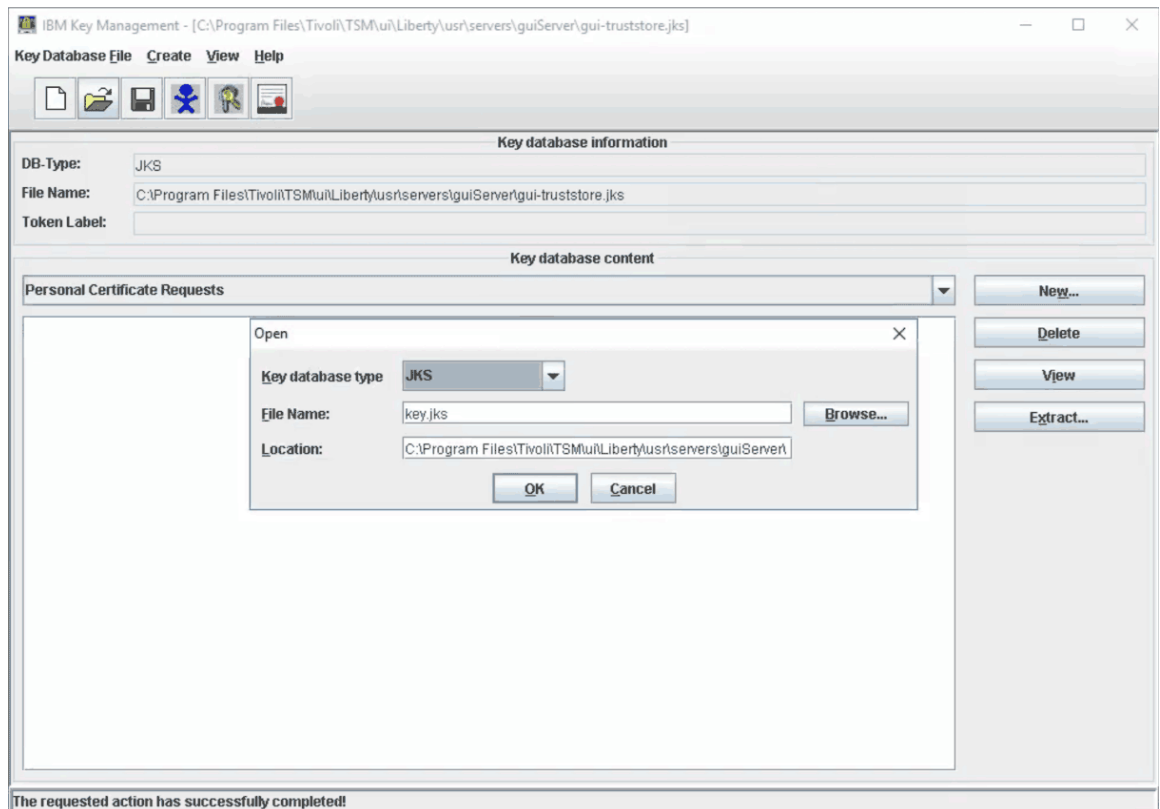 IBM Key Management - [C:\Program Files\Tivoli\TSM\ui\Liberty\usr\servers\guiServer\gui-truststore.jks]
Key Database File Create View Help
Key database information
DB-Type: JKS
File Name: C:\Program Files\Tivoli\TSM\ui\Liberty\usr\servers\guiServer\gui-truststore.jks
Token Label:
Key database content
Personal Certificate Requests
New...
Open
Delete
Key database type JKS
View
File Name: key.jks Browse...
Extract...
Location: C:\Program Files\Tivoli\TSM\ui\Liberty\usr\servers\guiServer\
OK Cancel
The requested action has successfully completed!